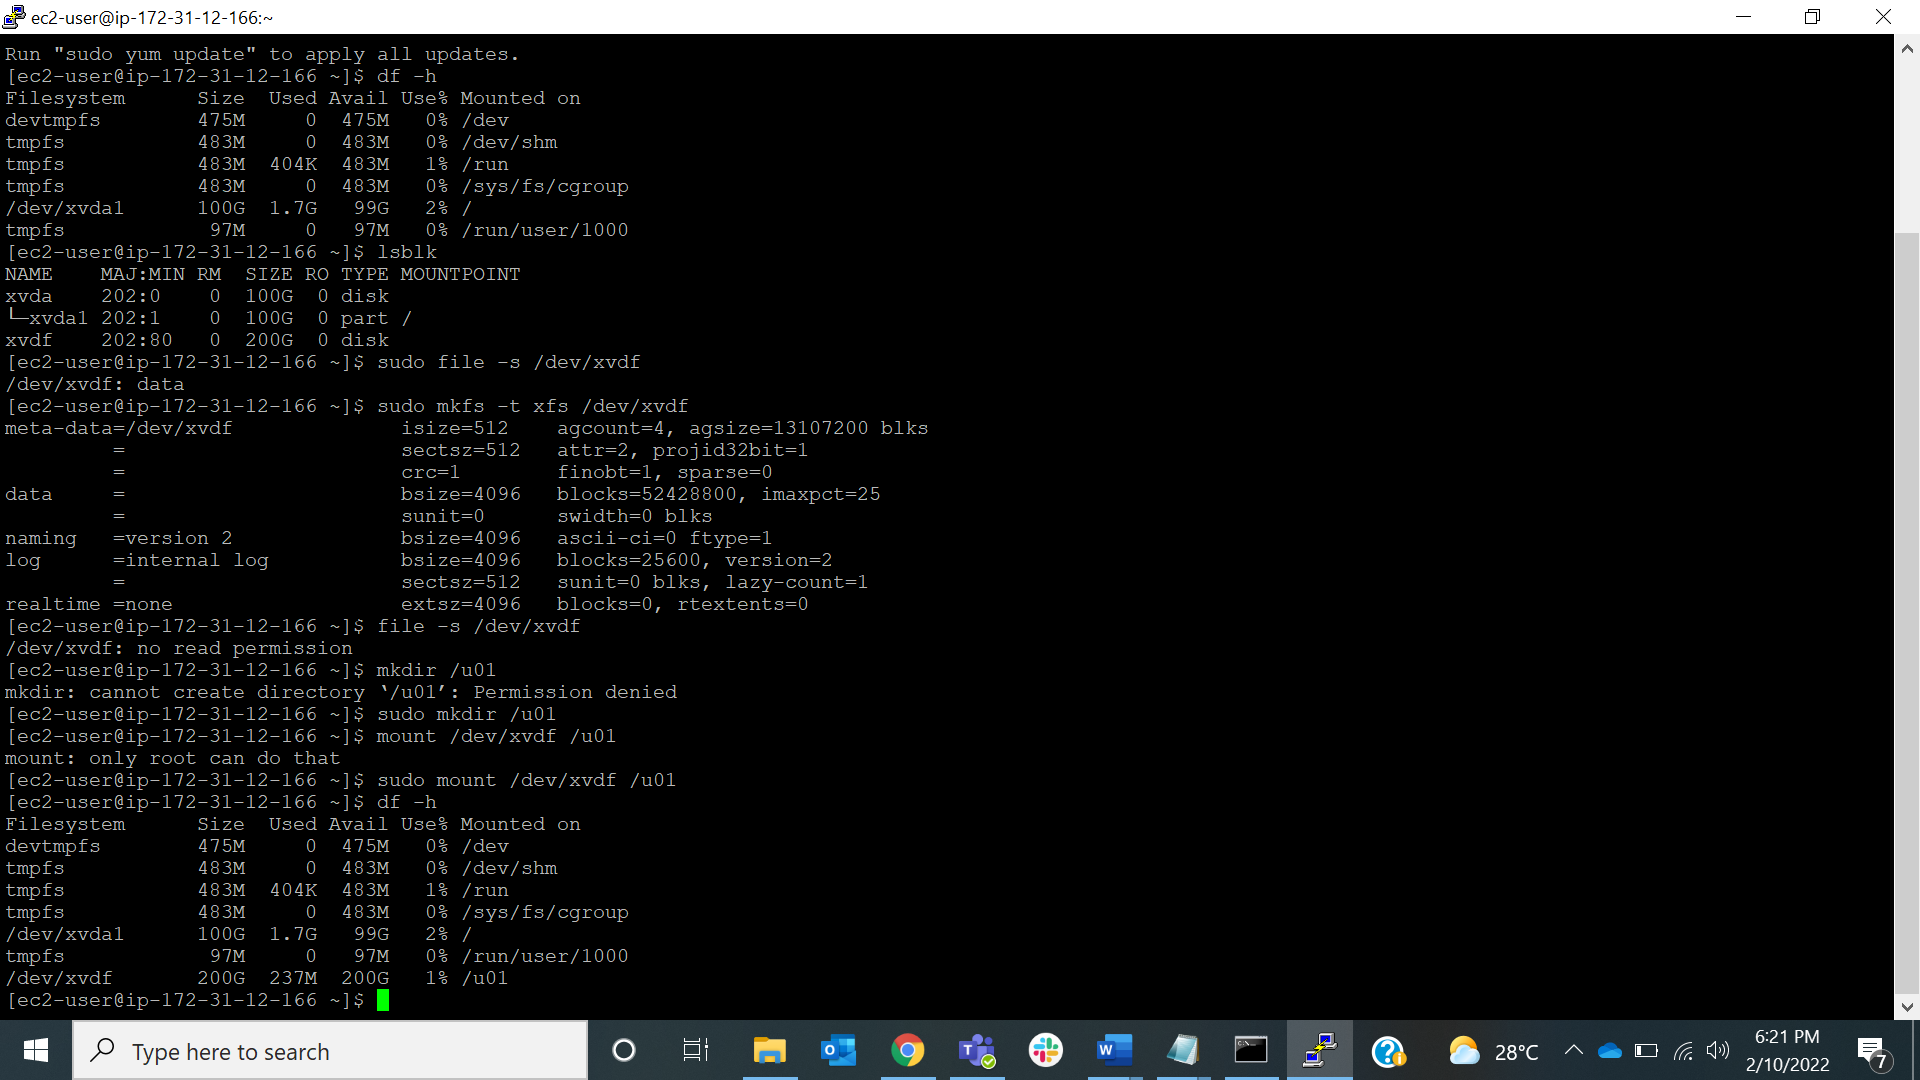 ec2-user@ip-172-31-12-166:~
Run "sudo yum update" to apply all updates.
[ec2-user@ip-172-31-12-166 ~]$ df -h
Filesystem      Size  Used Avail Use% Mounted on
devtmpfs        475M     0  475M   0% /dev
tmpfs           483M     0  483M   0% /dev/shm
tmpfs           483M  404K  483M   1% /run
tmpfs           483M     0  483M   0% /sys/fs/cgroup
/dev/xvda1      100G  1.7G   99G   2% /
tmpfs            97M     0   97M   0% /run/user/1000
[ec2-user@ip-172-31-12-166 ~]$ lsblk
NAME    MAJ:MIN RM  SIZE RO TYPE MOUNTPOINT
xvda    202:0    0  100G  0 disk
└─xvda1 202:1    0  100G  0 part /
xvdf    202:80   0  200G  0 disk
[ec2-user@ip-172-31-12-166 ~]$ sudo file -s /dev/xvdf
/dev/xvdf: data
[ec2-user@ip-172-31-12-166 ~]$ sudo mkfs -t xfs /dev/xvdf
meta-data=/dev/xvdf              isize=512    agcount=4, agsize=13107200 blks
         =                       sectsz=512   attr=2, projid32bit=1
         =                       crc=1        finobt=1, sparse=0
data     =                       bsize=4096   blocks=52428800, imaxpct=25
         =                       sunit=0      swidth=0 blks
naming   =version 2              bsize=4096   ascii-ci=0 ftype=1
log      =internal log           bsize=4096   blocks=25600, version=2
         =                       sectsz=512   sunit=0 blks, lazy-count=1
realtime =none                   extsz=4096   blocks=0, rtextents=0
[ec2-user@ip-172-31-12-166 ~]$ file -s /dev/xvdf
/dev/xvdf: no read permission
[ec2-user@ip-172-31-12-166 ~]$ mkdir /u01
mkdir: cannot create directory ‘/u01’: Permission denied
[ec2-user@ip-172-31-12-166 ~]$ sudo mkdir /u01
[ec2-user@ip-172-31-12-166 ~]$ mount /dev/xvdf /u01
mount: only root can do that
[ec2-user@ip-172-31-12-166 ~]$ sudo mount /dev/xvdf /u01
[ec2-user@ip-172-31-12-166 ~]$ df -h
Filesystem      Size  Used Avail Use% Mounted on
devtmpfs        475M     0  475M   0% /dev
tmpfs           483M     0  483M   0% /dev/shm
tmpfs           483M  404K  483M   1% /run
tmpfs           483M     0  483M   0% /sys/fs/cgroup
/dev/xvda1      100G  1.7G   99G   2% /
tmpfs            97M     0   97M   0% /run/user/1000
/dev/xvdf       200G  237M  200G   1% /u01
[ec2-user@ip-172-31-12-166 ~]$
Type here to search
28°C
6:21 PM
2/10/2022
7